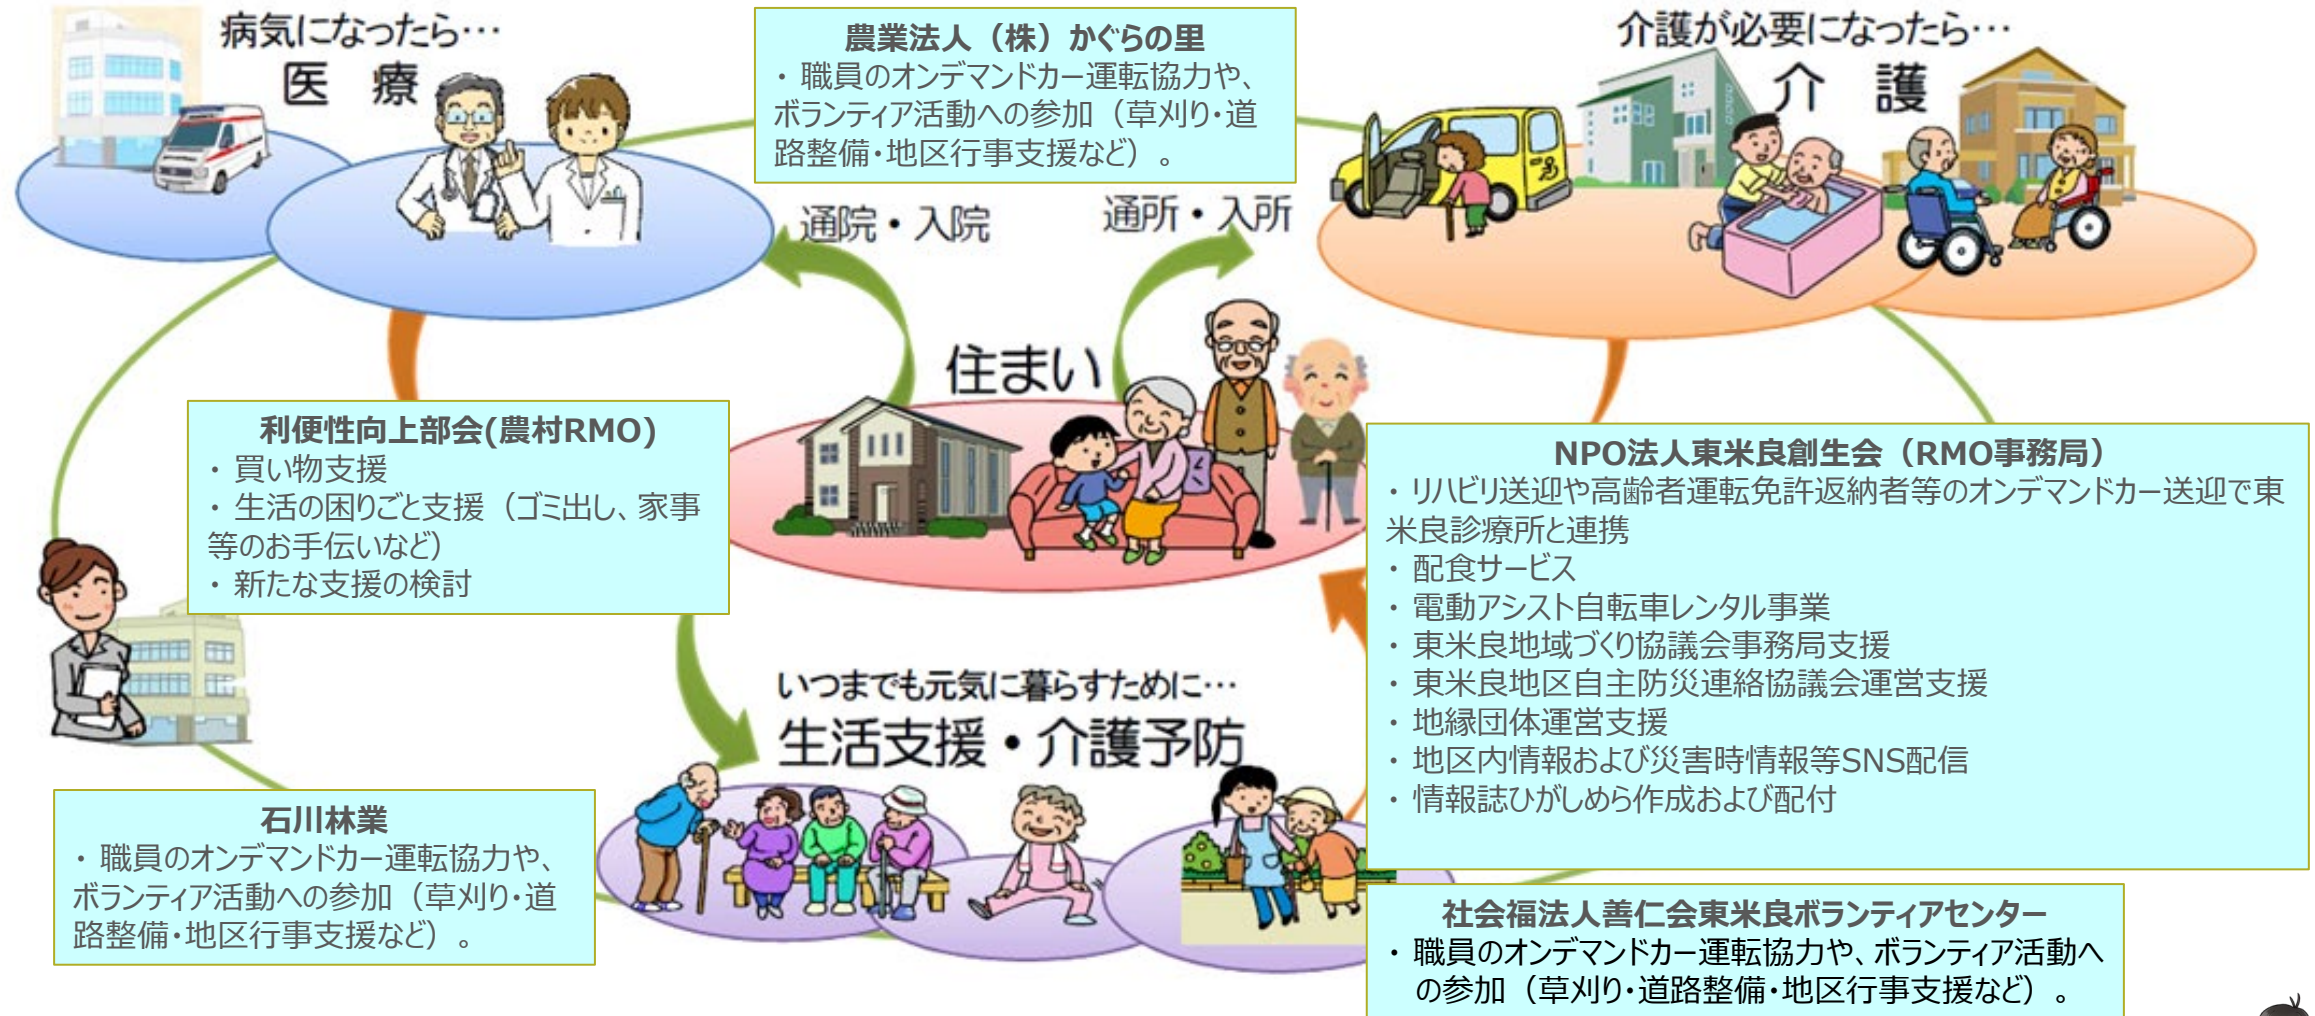 病気になったら…
医 療
農業法人（株）かぐらの里
・ 職員のオンデマンドカー運転協力や、
ボランティア活動への参加（草刈り・道
路整備・地区行事支援など）。
介護が必要になったら…
介 護
通院・入院
通所・入所
住まい
利便性向上部会(農村RMO)
・ 買い物支援
・ 生活の困りごと支援（ゴミ出し、家事
等のお手伝いなど）
・ 新たな支援の検討
NPO法人東米良創生会（RMO事務局）
・ リハビリ送迎や高齢者運転免許返納者等のオンデマンドカー送迎で東
米良診療所と連携
・ 配食サービス
・ 電動アシスト自転車レンタル事業
・ 東米良地域づくり協議会事務局支援
・ 東米良地区自主防災連絡協議会運営支援
・ 地縁団体運営支援
・ 地区内情報および災害時情報等SNS配信
・ 情報誌ひがしめら作成および配付
いつまでも元気に暮らすために…
生活支援・介護予防
石川林業
・ 職員のオンデマンドカー運転協力や、
ボランティア活動への参加（草刈り・道
路整備・地区行事支援など）。
社会福法人善仁会東米良ボランティアセンター
・ 職員のオンデマンドカー運転協力や、ボランティア活動へ
の参加（草刈り・道路整備・地区行事支援など）。